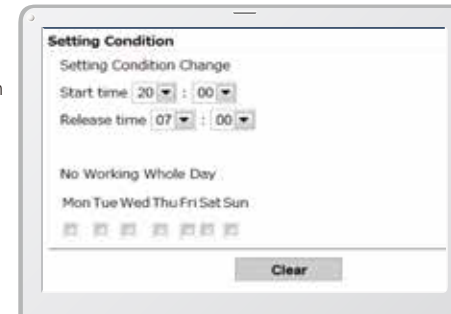 Setting Condition
Setting Condition Change
Start time 20 : 00
Release time 07 : 00
No Working Whole Day
Mon Tue Wed Thu Fri Sat Sun
Clear